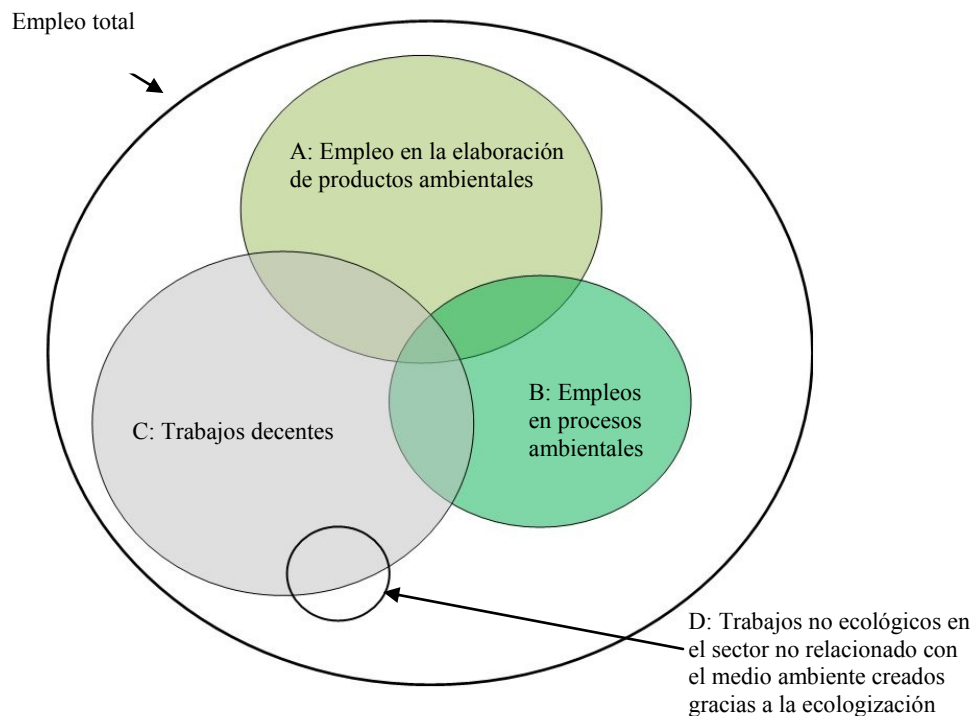 Empleo total
A: Empleo en la elaboración
de productos ambientales
B: Empleos
en procesos
ambientales
C: Trabajos decentes
D: Trabajos no ecológicos en
el sector no relacionado con
el medio ambiente creados
gracias a la ecologización